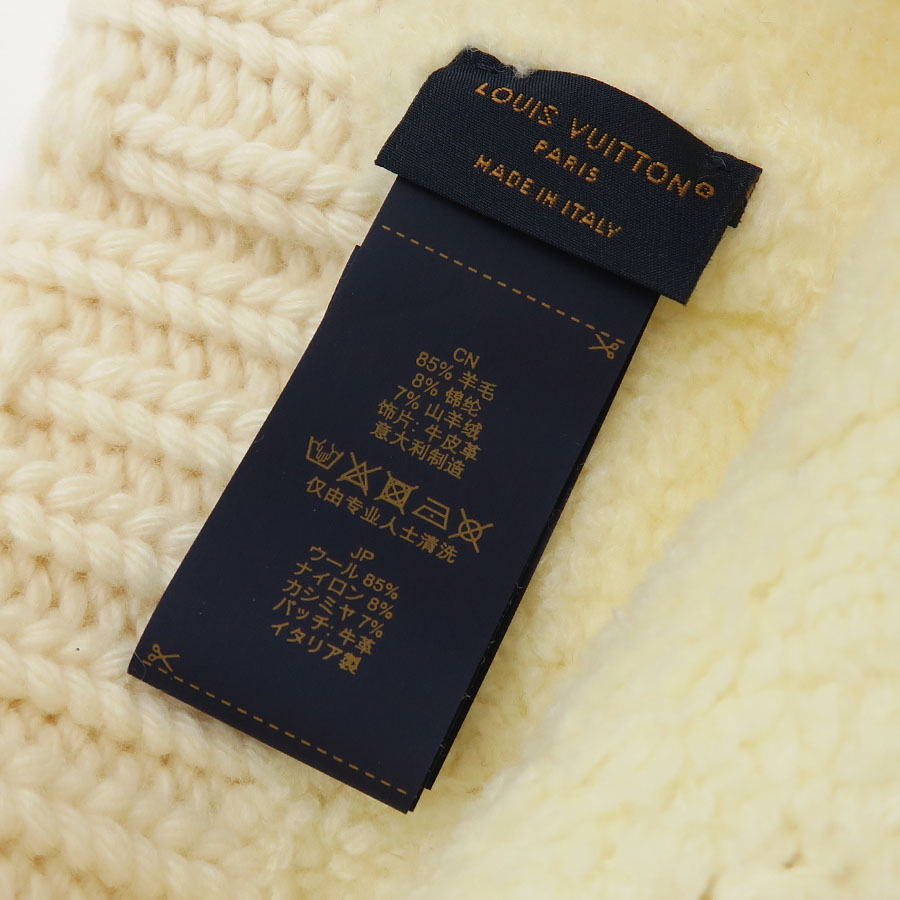 LOUIS VUITTON®
PARIS
MADE IN ITALY
CN
85% 羊毛
8% 锦纶
7% 山羊绒
饰片: 牛皮革
意大利制造
仅由专业人士清洗
JP
ウール 85%
ナイロン 8%
カシミヤ 7%
パッチ: 牛革
イタリア製